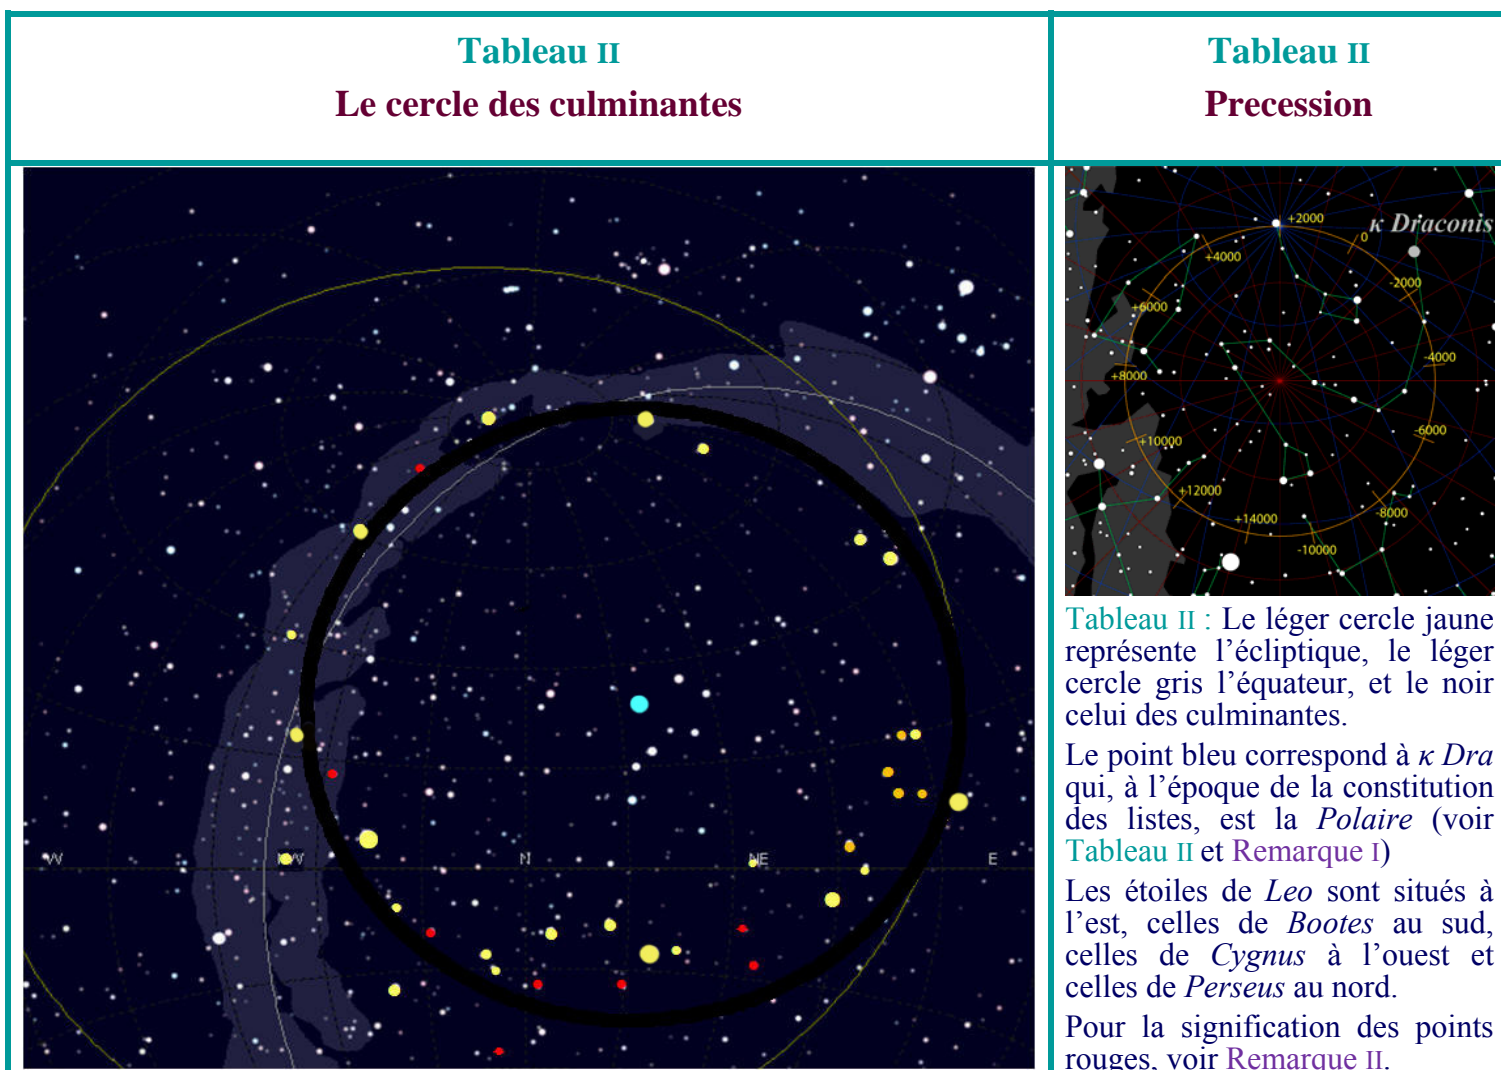 Tableau II
Le cercle des culminantes
W
NW
N
NE
E
Tableau II
Precession
+2000
0
κ Draconis
+4000
-2000
+6000
-4000
+8000
-6000
+10000
+12000
-8000
+14000
-10000
Tableau II : Le léger cercle jaune
représente l’écliptique, le léger
cercle gris l’équateur, et le noir
celui des culminantes.
Le point bleu correspond à κ Dra
qui, à l’époque de la constitution
des listes, est la Polaire (voir
Tableau II et Remarque I)
Les étoiles de Leo sont situés à
l’est, celles de Bootes au sud,
celles de Cygnus à l’ouest et
celles de Perseus au nord.
Pour la signification des points
rouges, voir Remarque II.